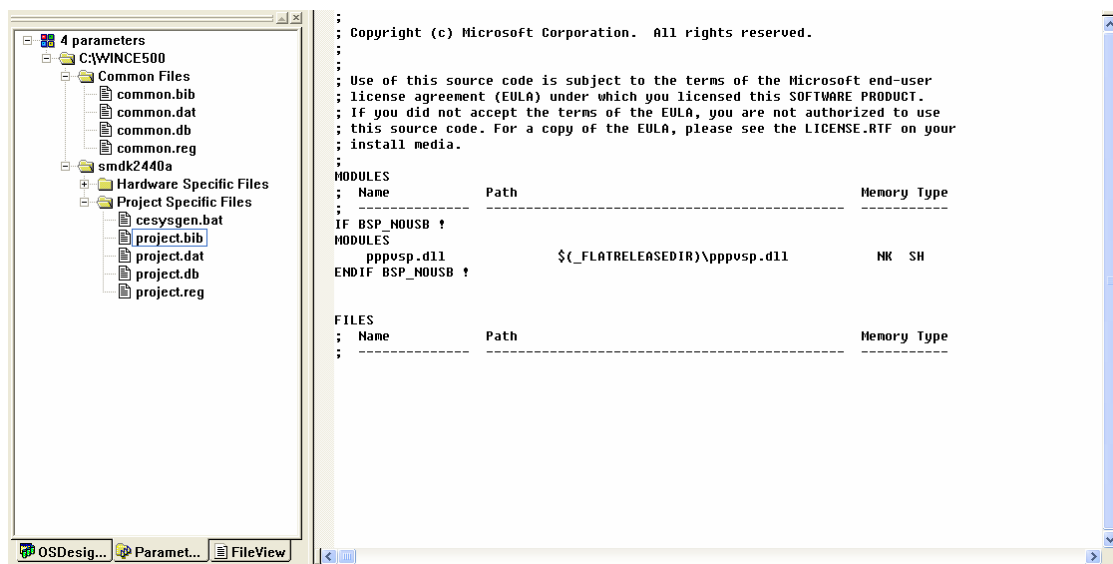 4 parameters
C:\WINCE500
Common Files
common.bib
common.dat
common.db
common.reg
smdk2440a
Hardware Specific Files
Project Specific Files
cesysgen.bat
project.bib
project.dat
project.db
project.reg
OSDesig...
Paramet...
FileView
;
; Copyright (c) Microsoft Corporation.  All rights reserved.
;
;
; Use of this source code is subject to the terms of the Microsoft end-user
; license agreement (EULA) under which you licensed this SOFTWARE PRODUCT.
; If you did not accept the terms of the EULA, you are not authorized to use
; this source code. For a copy of the EULA, please see the LICENSE.RTF on your
; install media.
;
MODULES
;  Name            Path                                           Memory Type
;  --------------  ---------------------------------------------  -----------
IF BSP_NOUSB !
MODULES
    pppvsp.dll              $(_FLATRELEASEDIR)\pppvsp.dll           NK  SH
ENDIF BSP_NOUSB !
FILES
;  Name            Path                                           Memory Type
;  --------------  ---------------------------------------------  -----------